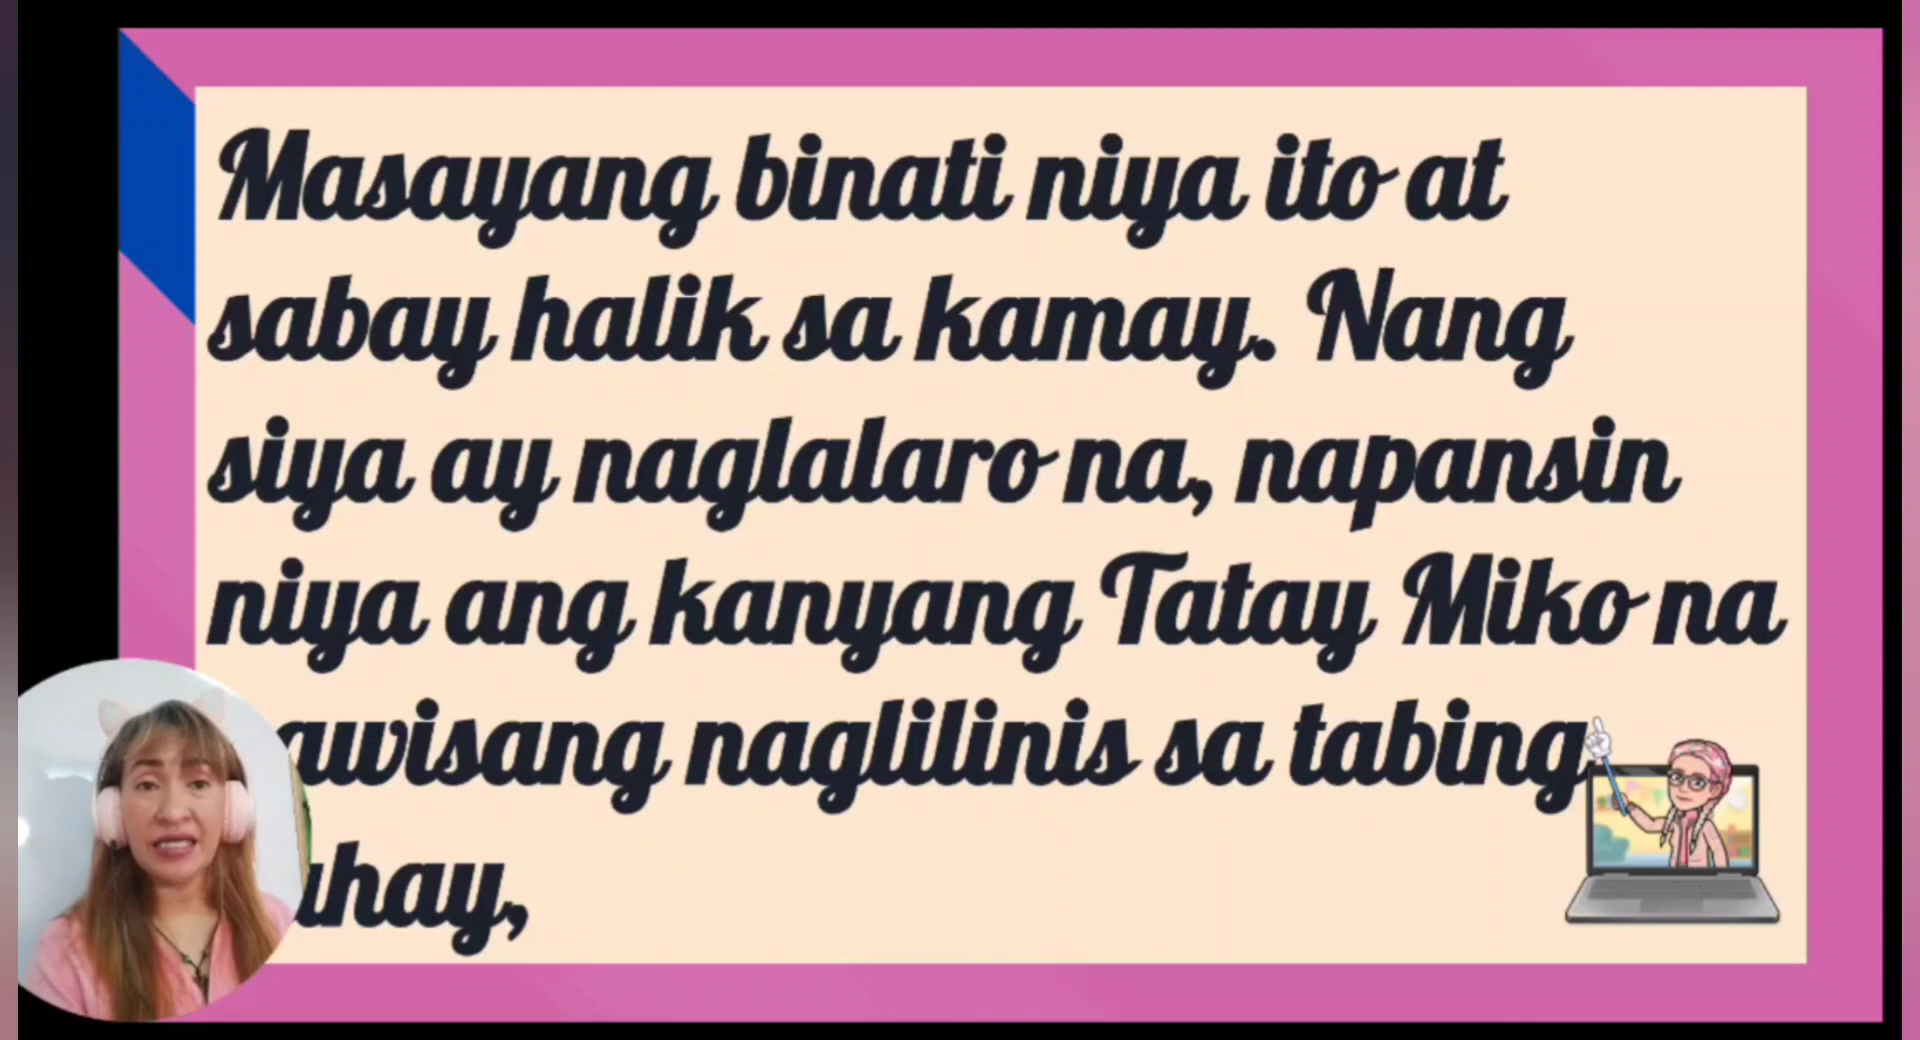 Masayang binati niya ito at
sabay halik sa kamay. Nang
siya ay naglalaro na, napansin
niya ang kanyang Tatay Miko na
naglilinis sa tabing